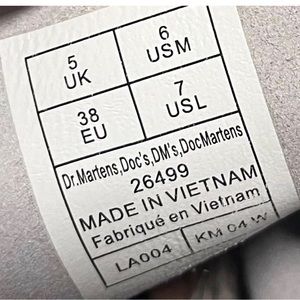 5 UK
6 USM
38 EU
7 USL
Dr.Martens,Doc's,DM's,DocMartens
26499
MADE IN VIETNAM
Fabriqué en Vietnam
LA004
KM 04 W